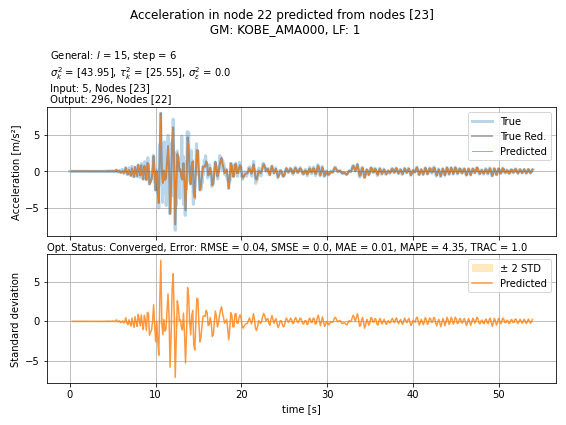 Acceleration in node 22 predicted from nodes [23]
GM: KOBE_AMA000, LF: 1
General: l = 15, step = 6
σ²ₖ = [43.95], τ²ₖ = [25.55], σ²ε = 0.0
Input: 5, Nodes [23]
Output: 296, Nodes [22]
Acceleration [m/s²]
5
0
−5
True
True Red.
Predicted
Opt. Status: Converged, Error: RMSE = 0.04, SMSE = 0.0, MAE = 0.01, MAPE = 4.35, TRAC = 1.0
Standard deviation
5
0
−5
± 2 STD
Predicted
0 10 20 30 40 50
time [s]